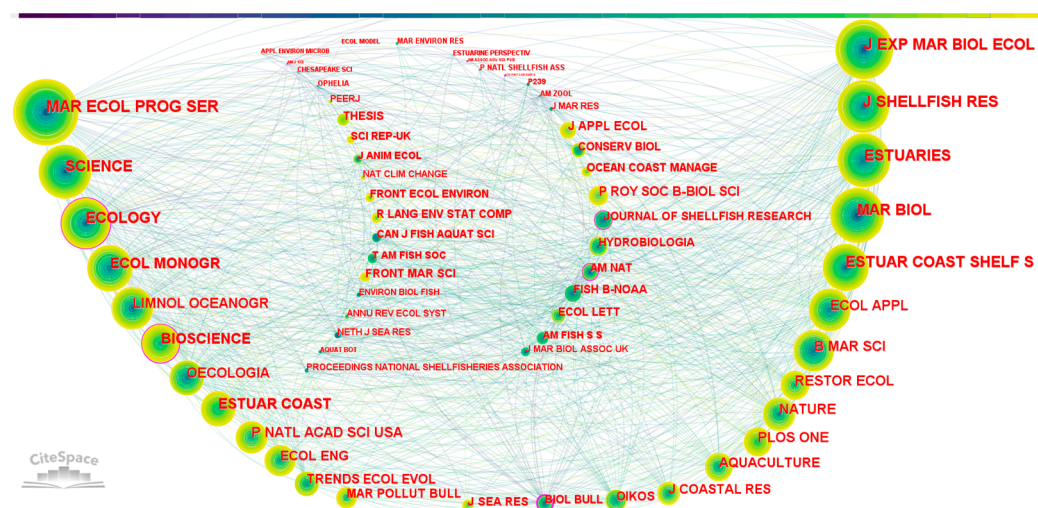 ECOL MODEL
MAR ENVIRON RES
APPL ENVIRON MICROB
ESTUARINE PERSPECTIV
CHESAPEAKE SCI
P NATL SHELLFISH ASS
OPHELIA
P239
PEERJ
AM ZOOL
J MAR RES
THESIS
J APPL ECOL
SCI REP-UK
CONSERV BIOL
J ANIM ECOL
NAT CLIM CHANGE
OCEAN COAST MANAGE
FRONT ECOL ENVIRON
P ROY SOC B-BIOL SCI
R LANG ENV STAT COMP
JOURNAL OF SHELLFISH RESEARCH
CAN J FISH AQUAT SCI
HYDROBIOLOGIA
T AM FISH SOC
AM NAT
FRONT MAR SCI
ENVIRON BIOL FISH
FISH B-NOAA
ANNU REV ECOL SYST
ECOL LETT
NETH J SEA RES
AM FISH S S
AQUAT BOT
J MAR BIOL ASSOC UK
PROCEEDINGS NATIONAL SHELLFISHERIES ASSOCIATION
MAR ECOL PROG SER
SCIENCE
ECOLOGY
ECOL MONOGR
LIMNOL OCEANOGR
BIOSCIENCE
OECOLOGIA
ESTUAR COAST
P NATL ACAD SCI USA
ECOL ENG
TRENDS ECOL EVOL
MAR POLLUT BULL
J SEA RES
BIOL BULL
OIKOS
J COASTAL RES
AQUACULTURE
PLOS ONE
NATURE
RESTOR ECOL
B MAR SCI
ECOL APPL
ESTUAR COAST SHELF S
MAR BIOL
ESTUARIES
J SHELLFISH RES
J EXP MAR BIOL ECOL
CiteSpace